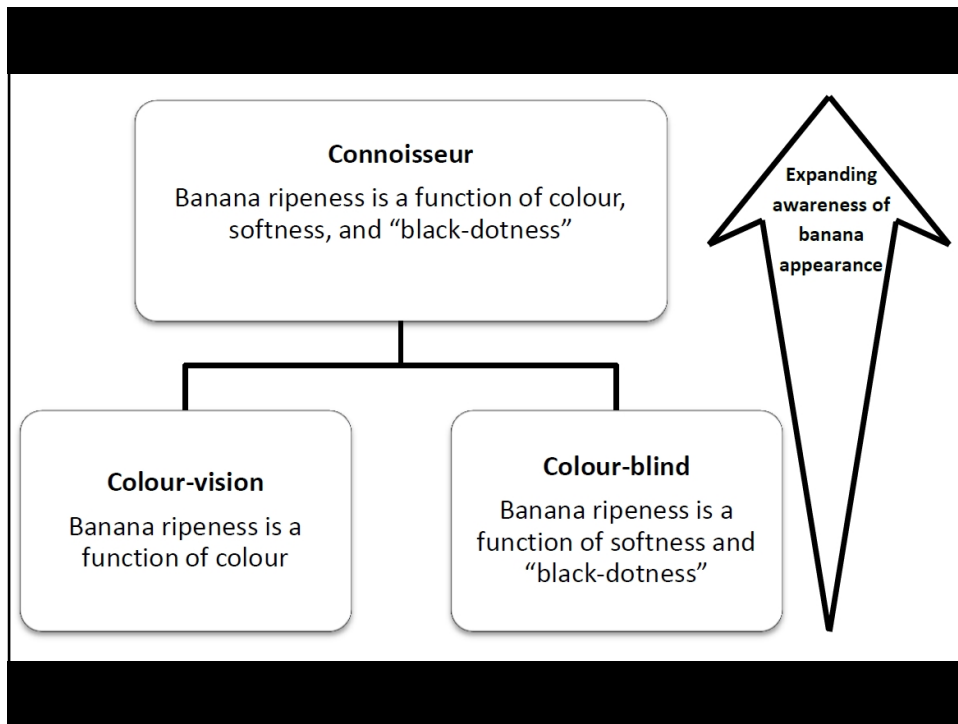 Connoisseur
Banana ripeness is a function of colour,
softness, and “black-dotness”
Expanding
awareness of
banana
appearance
Colour-vision
Banana ripeness is a
function of colour
Colour-blind
Banana ripeness is a
function of softness and
“black-dotness”